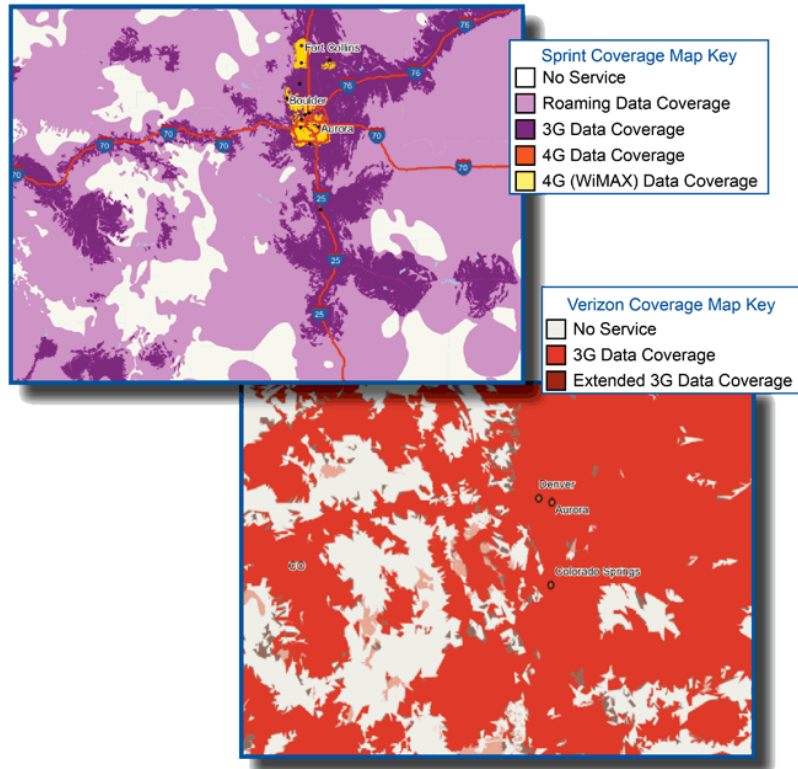 Fort Collins
76
76
Boulder
Aurora
70
70
70
70
70
70
25
25
25
Sprint Coverage Map Key
No Service
Roaming Data Coverage
3G Data Coverage
4G Data Coverage
4G (WiMAX) Data Coverage
Verizon Coverage Map Key
No Service
3G Data Coverage
Extended 3G Data Coverage
Denver
Aurora
CO
Colorado Springs